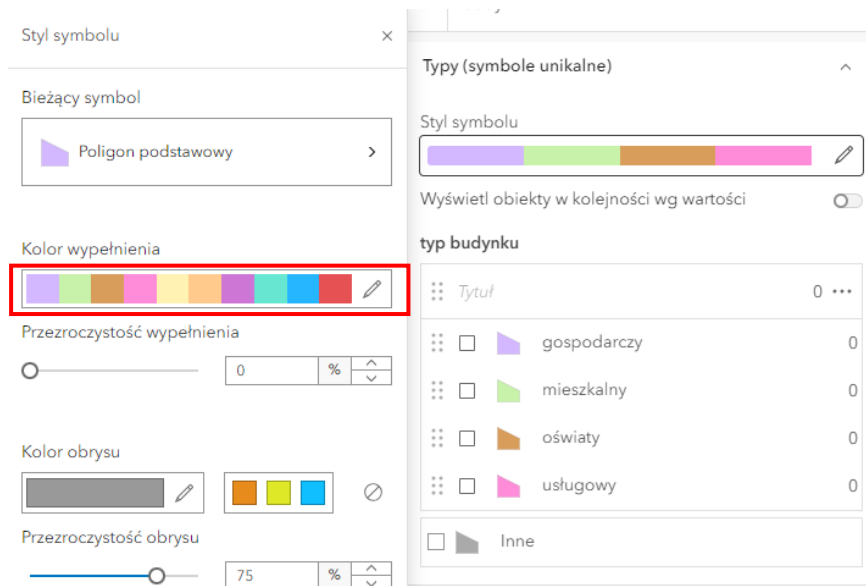 Styl symbolu
Bieżący symbol
Poligon podstawowy
Kolor wypełnienia
Przezroczystość wypełnienia
0 %
Kolor obrysu
Przezroczystość obrysu
75 %
Typy (symbole unikalne)
Styl symbolu
Wyświetl obiekty w kolejności wg wartości
typ budynku
Tytuł 0
gospodarczy 0
mieszkalny 0
oświaty 0
usługowy 0
Inne